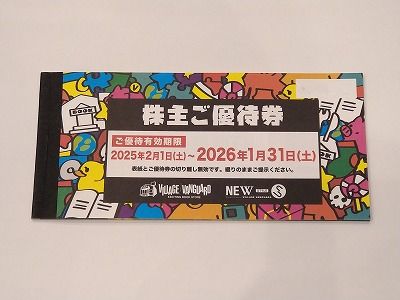 BOOK
株主ご優待券
ご優待有効期限
2025年2月1日(土)〜2026年1月31日(土)
表紙とご優待券の切り離し無効です。綴りのままご提示ください。
VILLAGE VANGUARD
EXCITING BOOK STORE
NEW STYLE